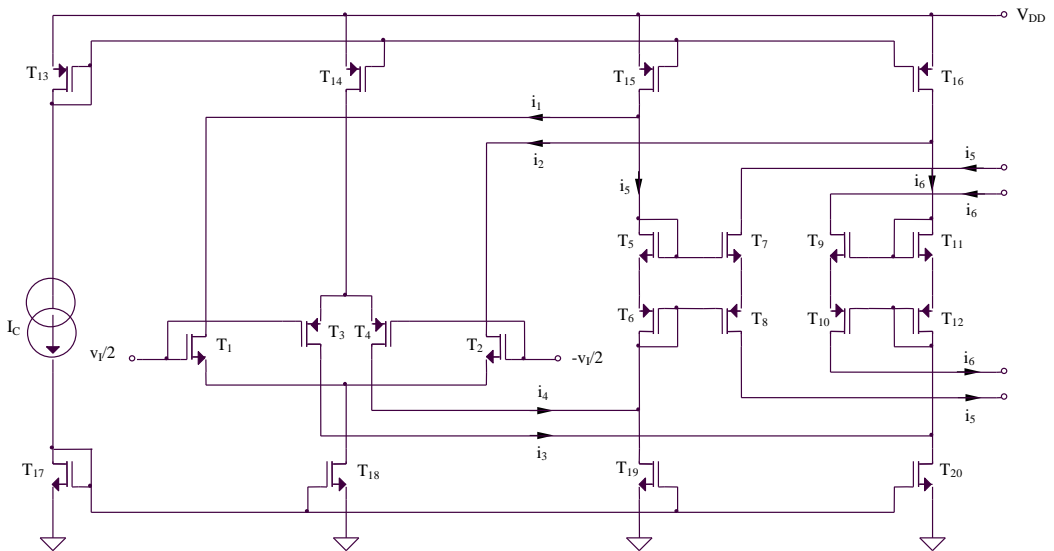 V_DD
T_13
T_14
T_15
T_16
i_1
i_2
i_5
i_5
i_6
i_6
T_5
T_7
T_9
T_11
I_C
T_3
T_4
T_6
T_8
T_10
T_12
v_I/2
T_1
T_2
-v_I/2
i_6
i_4
i_5
i_3
T_17
T_18
T_19
T_20